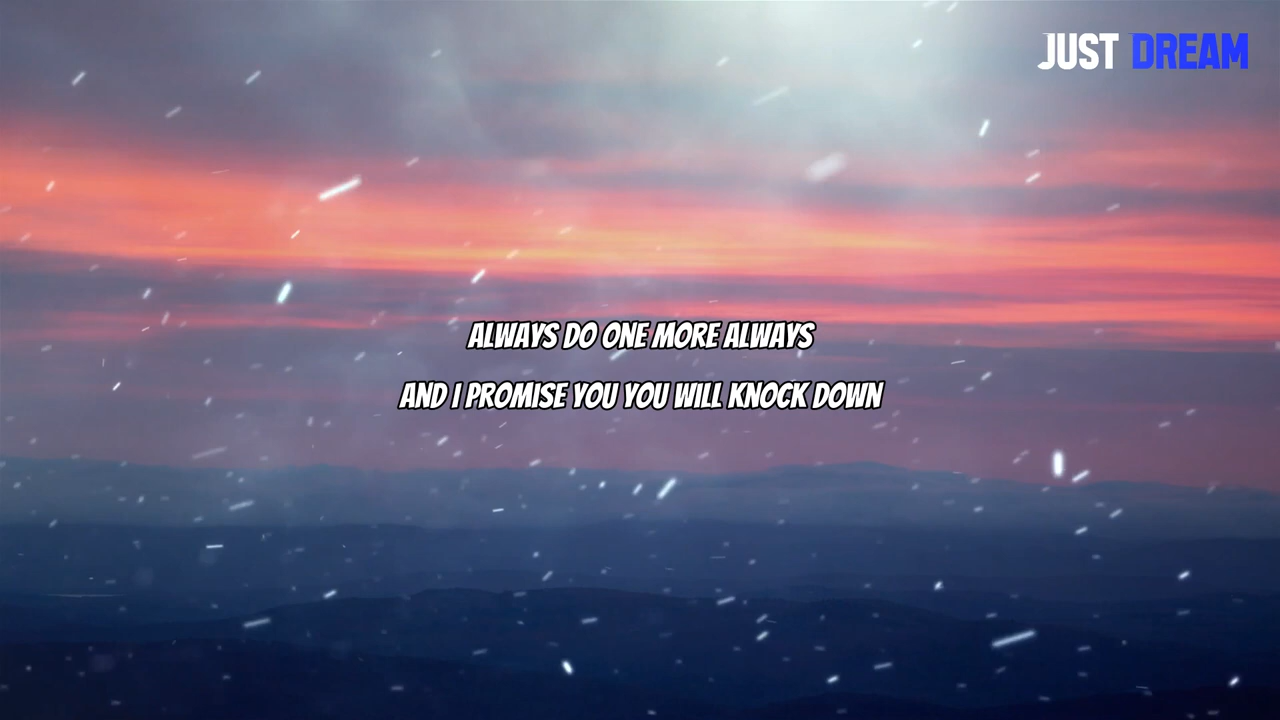 JUST DREAM
ALWAYS DO ONE MORE ALWAYS
AND I PROMISE YOU YOU WILL KNOCK DOWN